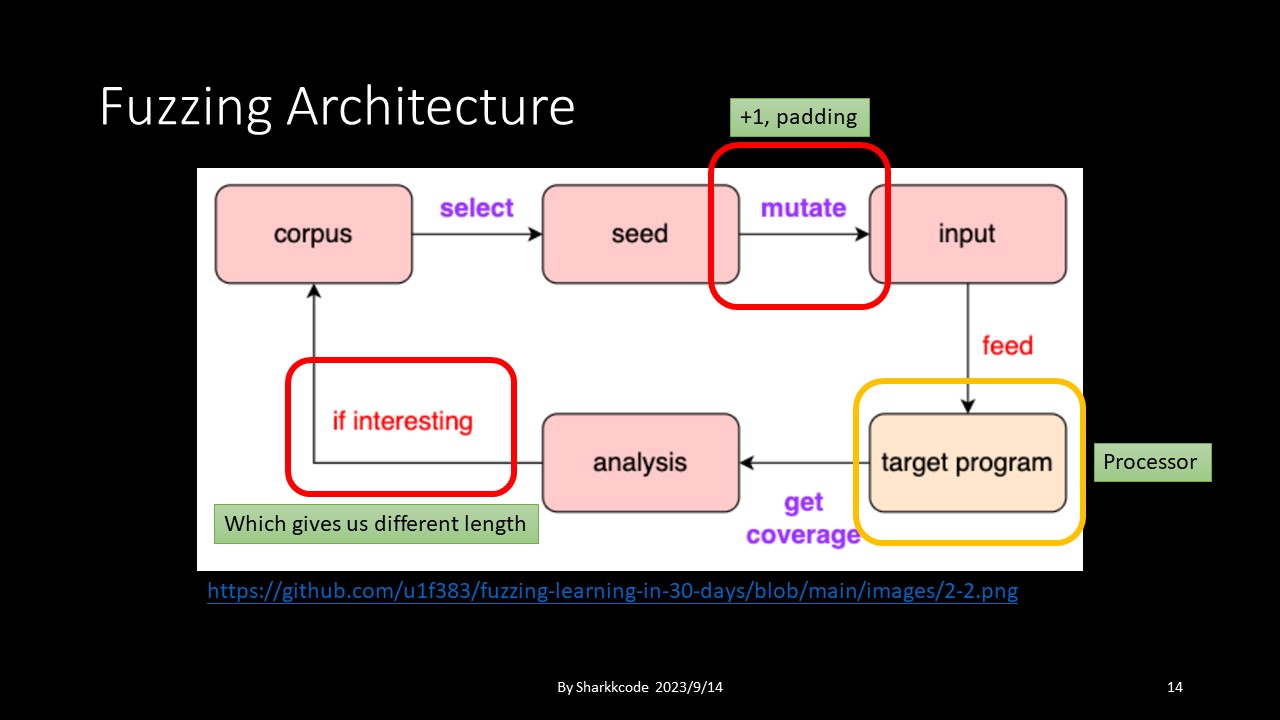 Fuzzing Architecture
+1, padding
corpus
select
seed
mutate
input
feed
if interesting
analysis
get
coverage
target program
Processor
Which gives us different length
https://github.com/u1f383/fuzzing-learning-in-30-days/blob/main/images/2-2.png
By Sharkkcode 2023/9/14
14